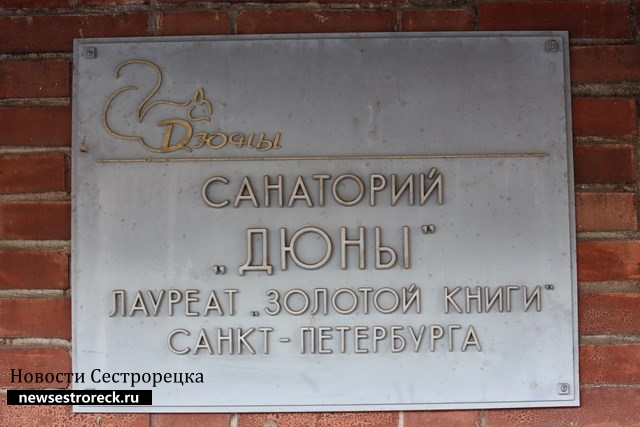 Дюны
САНАТОРИЙ
„ДЮНЫ”
ЛАУРЕАТ „ЗОЛОТОЙ КНИГИ”
САНКТ-ПЕТЕРБУРГА
Новости Сестрорецка
newsestroreck.ru